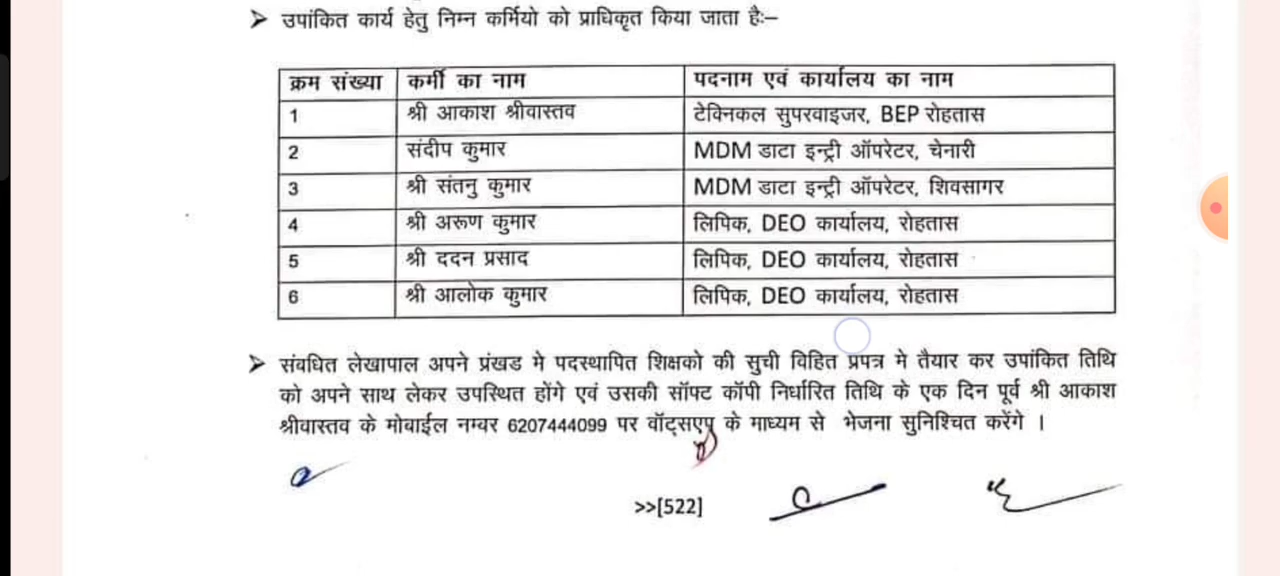 ➢ उपांकित कार्य हेतु निम्न कर्मियो को प्राधिकृत किया जाता हैः–
क्रम संख्या कर्मी का नाम पदनाम एवं कार्यालय का नाम
1 श्री आकाश श्रीवास्तव टेक्निकल सुपरवाइजर, BEP रोहतास
2 संदीप कुमार MDM डाटा इन्ट्री ऑपरेटर, चेनारी
3 श्री संतनु कुमार MDM डाटा इन्ट्री ऑपरेटर, शिवसागर
4 श्री अरूण कुमार लिपिक, DEO कार्यालय, रोहतास
5 श्री ददन प्रसाद लिपिक, DEO कार्यालय, रोहतास
6 श्री आलोक कुमार लिपिक, DEO कार्यालय, रोहतास
➢ संवधित लेखापाल अपने प्रंखड मे पदस्थापित शिक्षको की सुची विहित प्रपत्र मे तैयार कर उपांकित तिथि
को अपने साथ लेकर उपस्थित होंगे एवं उसकी सॉफ्ट कॉपी निर्धारित तिथि के एक दिन पूर्व श्री आकाश
श्रीवास्तव के मोबाईल नम्वर 6207444099 पर वॉट्सएप् के माध्यम से भेजना सुनिश्चित करेंगे ।
>>[522]